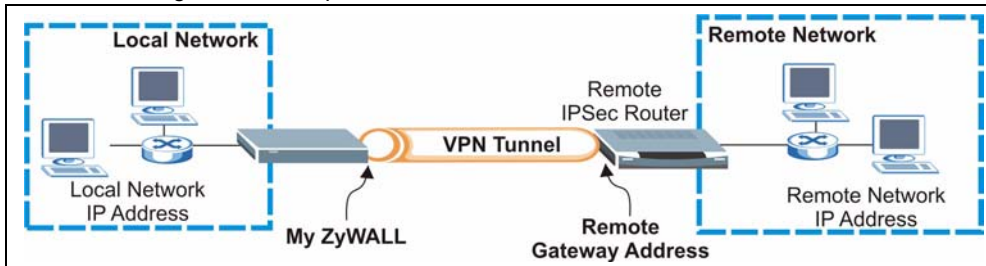 Local Network
Remote Network
Remote
IPSec Router
VPN Tunnel
Local Network
IP Address
Remote Network
IP Address
My ZyWALL
Remote
Gateway Address